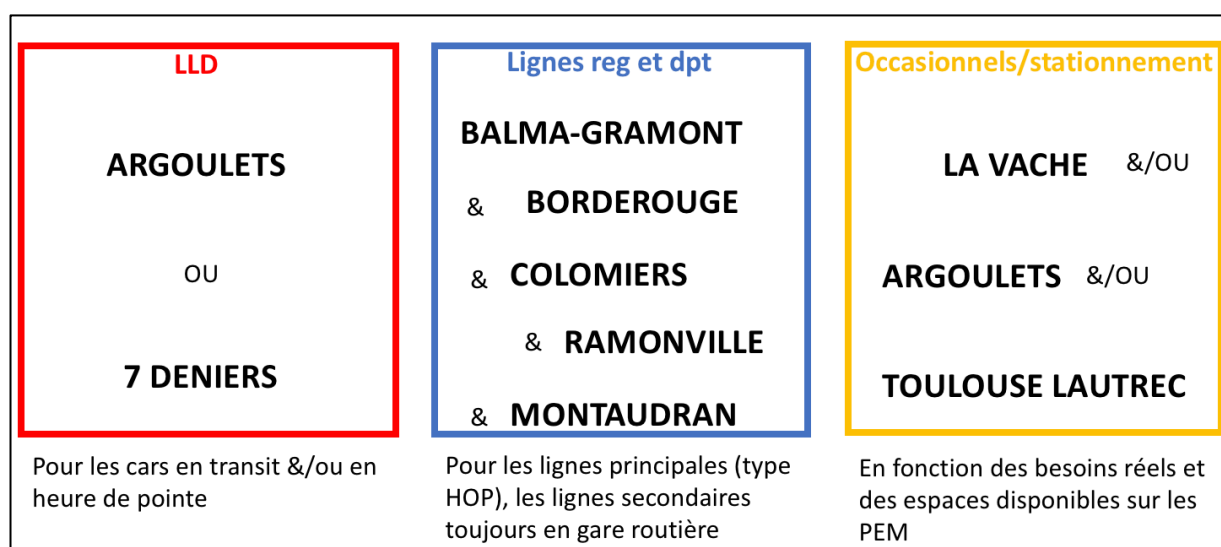 LLD
ARGOULETS
OU
7 DENIERS
Pour les cars en transit &/ou en
heure de pointe
Lignes reg et dpt
BALMA-GRAMONT
& BORDEROUGE
& COLOMIERS
& RAMONVILLE
& MONTAUDRAN
Pour les lignes principales (type
HOP), les lignes secondaires
toujours en gare routière
Occasionnels/stationnement
LA VACHE &/OU
ARGOULETS &/OU
TOULOUSE LAUTREC
En fonction des besoins réels et
des espaces disponibles sur les
PEM